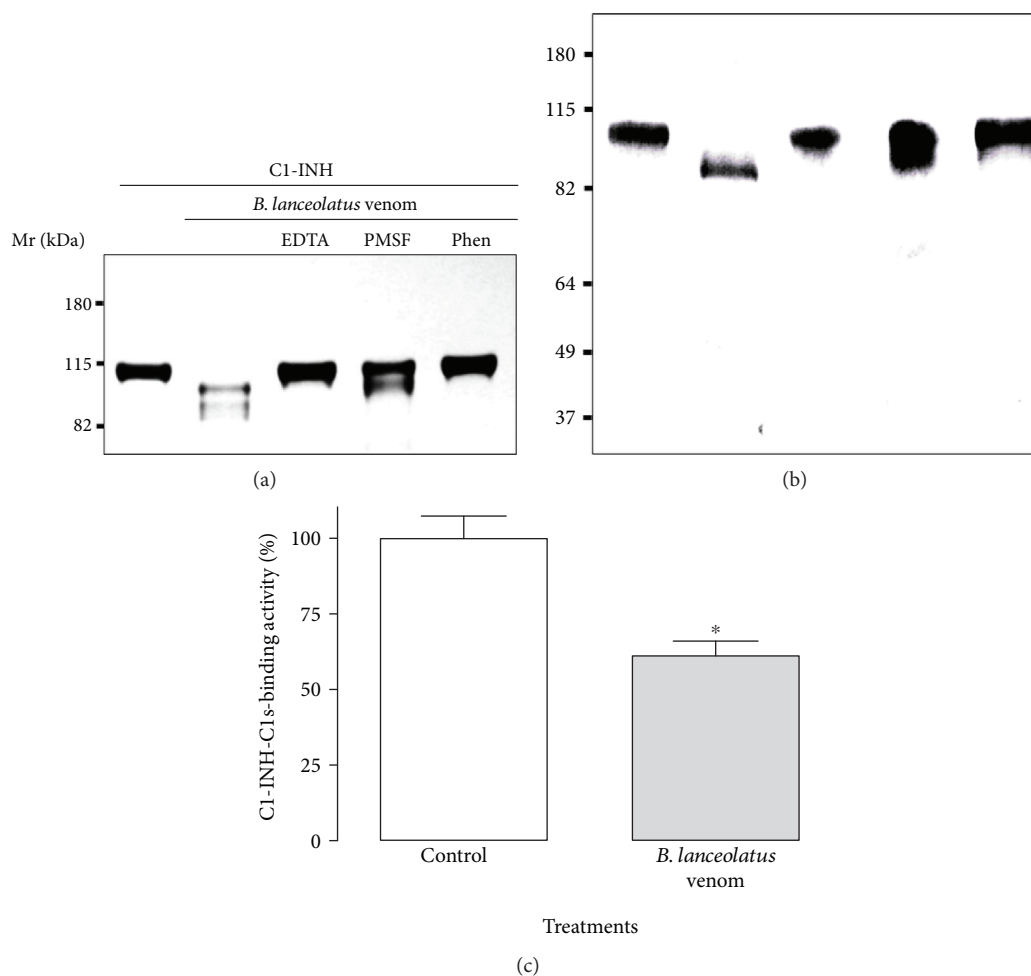 C1-INH
B. lanceolatus venom
Mr (kDa)
EDTA PMSF Phen
180
115
82
(a)
180
115
82
64
49
37
(b)
C1-INH-C1s-binding activity (%)
100
75
50
25
0
*
Control
B. lanceolatus
venom
Treatments
(c)